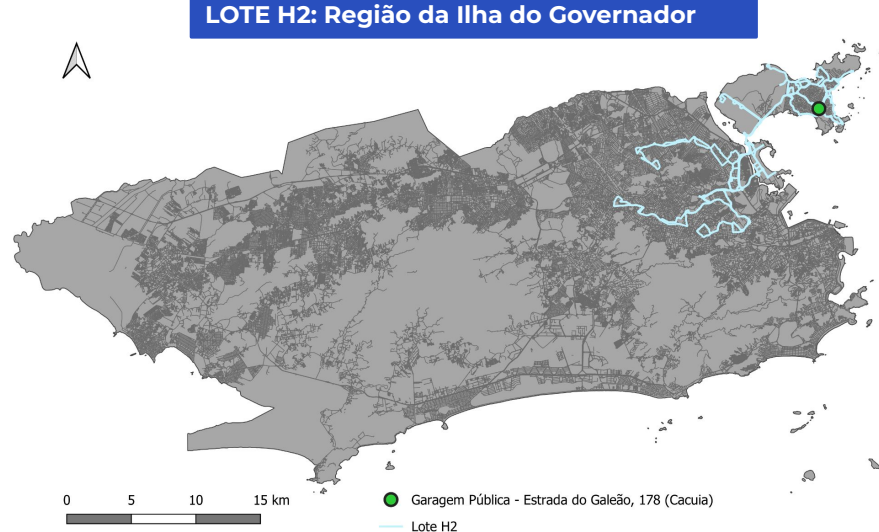 LOTE H2: Região da Ilha do Governador
0 5 10 15 km
Garagem Pública - Estrada do Galeão, 178 (Cacuia)
Lote H2